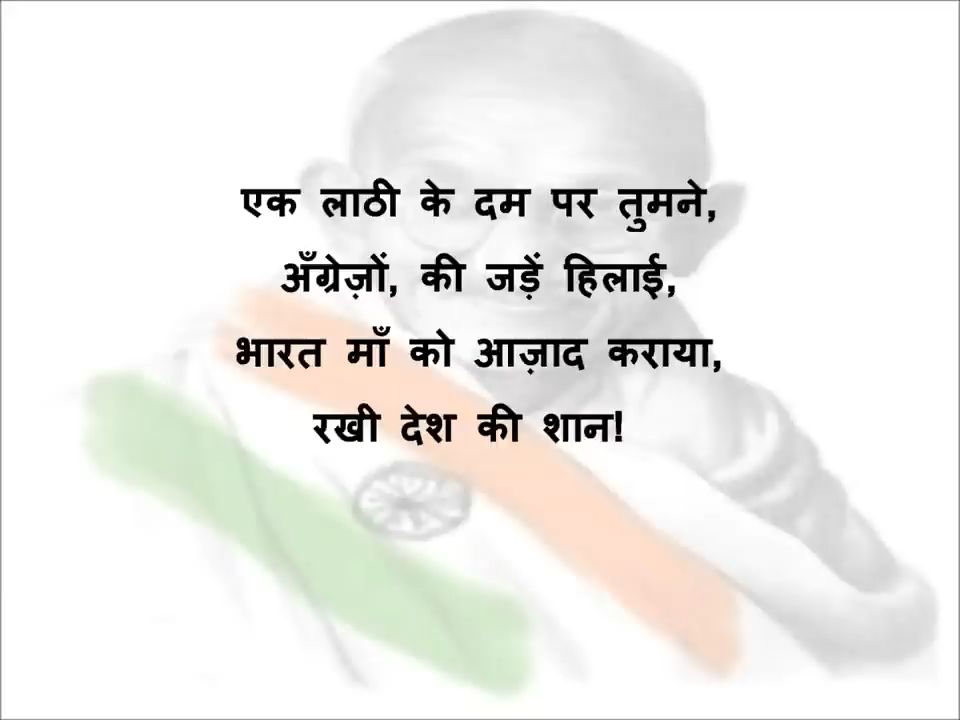 एक लाठी के दम पर तुमने,
अँग्रेज़ों, की जड़ें हिलाई,
भारत माँ को आज़ाद कराया,
रखी देश की शान!